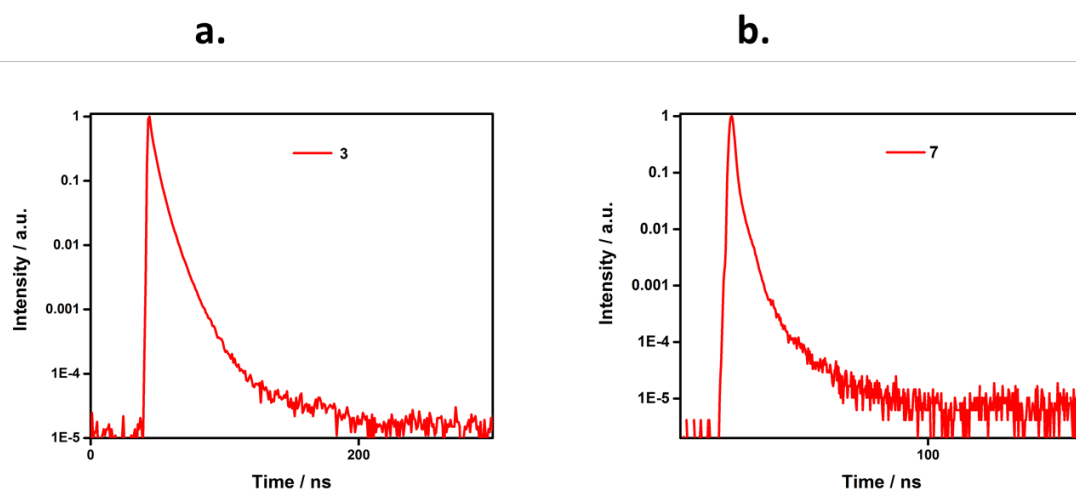 a.
b.
1
0.1
0.01
0.001
1E-4
1E-5
0
200
Intensity / a.u.
Time / ns
3
1
0.1
0.01
0.001
1E-4
1E-5
100
Intensity / a.u.
Time / ns
7